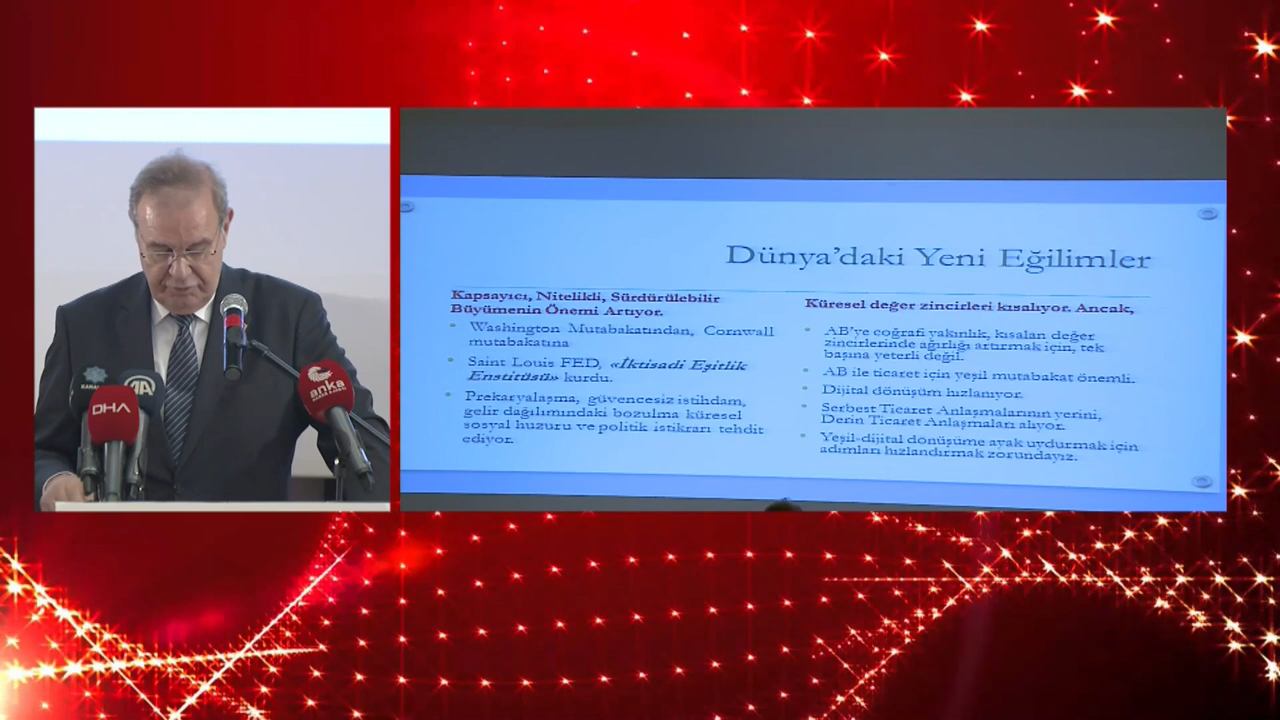 Dünya'daki Yeni Eğilimler
Kapsayıcı, Nitelikli, Sürdürülebilir
Büyümenin Önemi Artıyor.
Washington Mutabakatından, Cornwall
mutabakatına
Saint Louis FED, «İktisadi Eşitlik
Enstitüsü» kurdu.
Prekaryalaşma, güvencesiz istihdam,
gelir dağılımındaki bozulma küresel
sosyal huzuru ve politik istikrarı tehdit
ediyor.
Küresel değer zincirleri kısalıyor. Ancak,
AB'ye coğrafi yakınlık, kısalan değer
zincirlerinde ağırlığı artırmak için, tek
başına yeterli değil.
AB ile ticaret için yeşil mutabakat önemli.
Dijital dönüşüm hızlanıyor.
Serbest Ticaret Anlaşmalarının yerini,
Derin Ticaret Anlaşmaları alıyor.
Yeşil-dijital dönüşüme ayak uydurmak için
adımları hızlandırmak zorundayız.
DHA
AA
anka